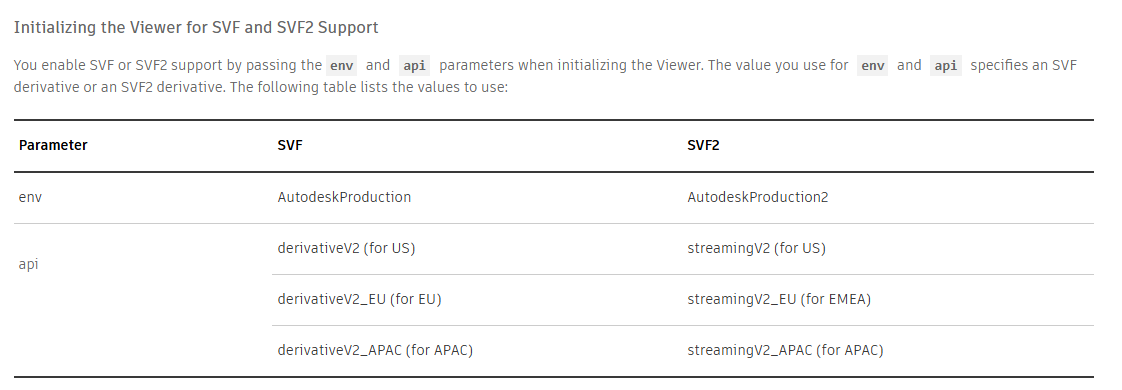 Initializing the Viewer for SVF and SVF2 Support
You enable SVF or SVF2 support by passing the env and api parameters when initializing the Viewer. The value you use for env and api specifies an SVF
derivative or an SVF2 derivative. The following table lists the values to use:
Parameter SVF SVF2
env AutodeskProduction AutodeskProduction2
api derivativeV2 (for US) streamingV2 (for US)
derivativeV2_EU (for EU) streamingV2_EU (for EMEA)
derivativeV2_APAC (for APAC) streamingV2_APAC (for APAC)